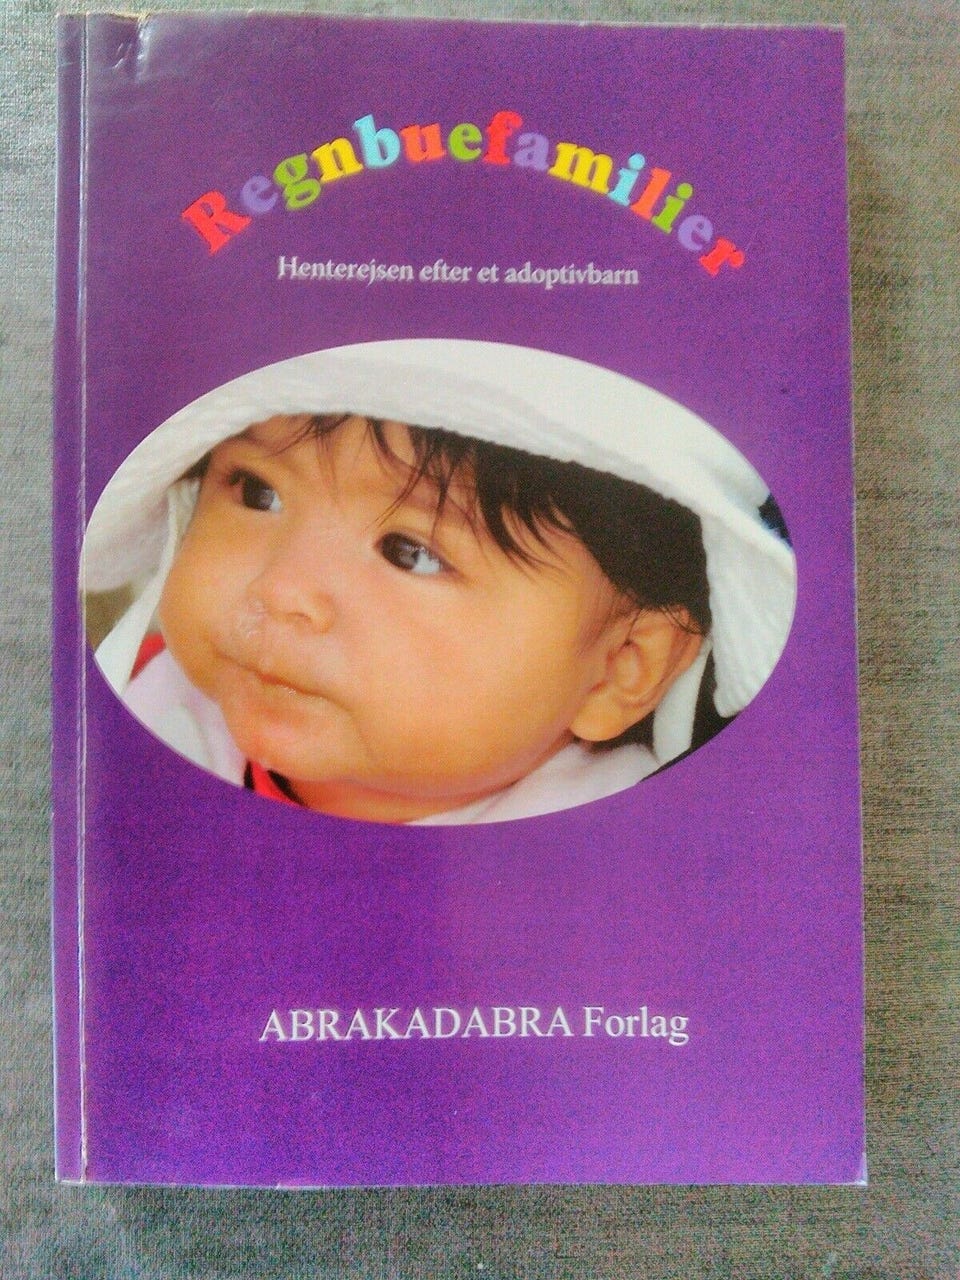 Regnbuefamilier
Henterejsen efter et adoptivbarn
ABRAKADABRA Forlag